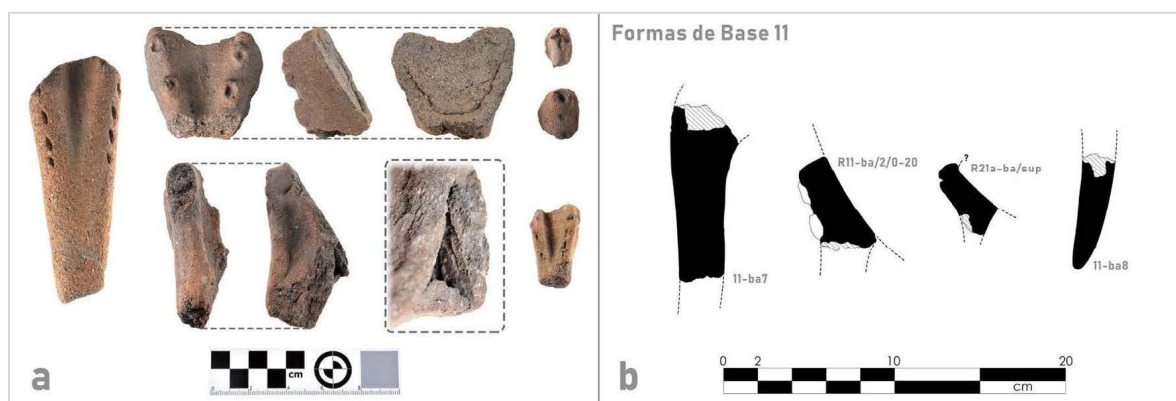 a
cm
Formas de Base 11
11-ba7
R11-ba/2/0-20
?
R21a-ba/sup
11-ba8
b
0 2 10 20
cm